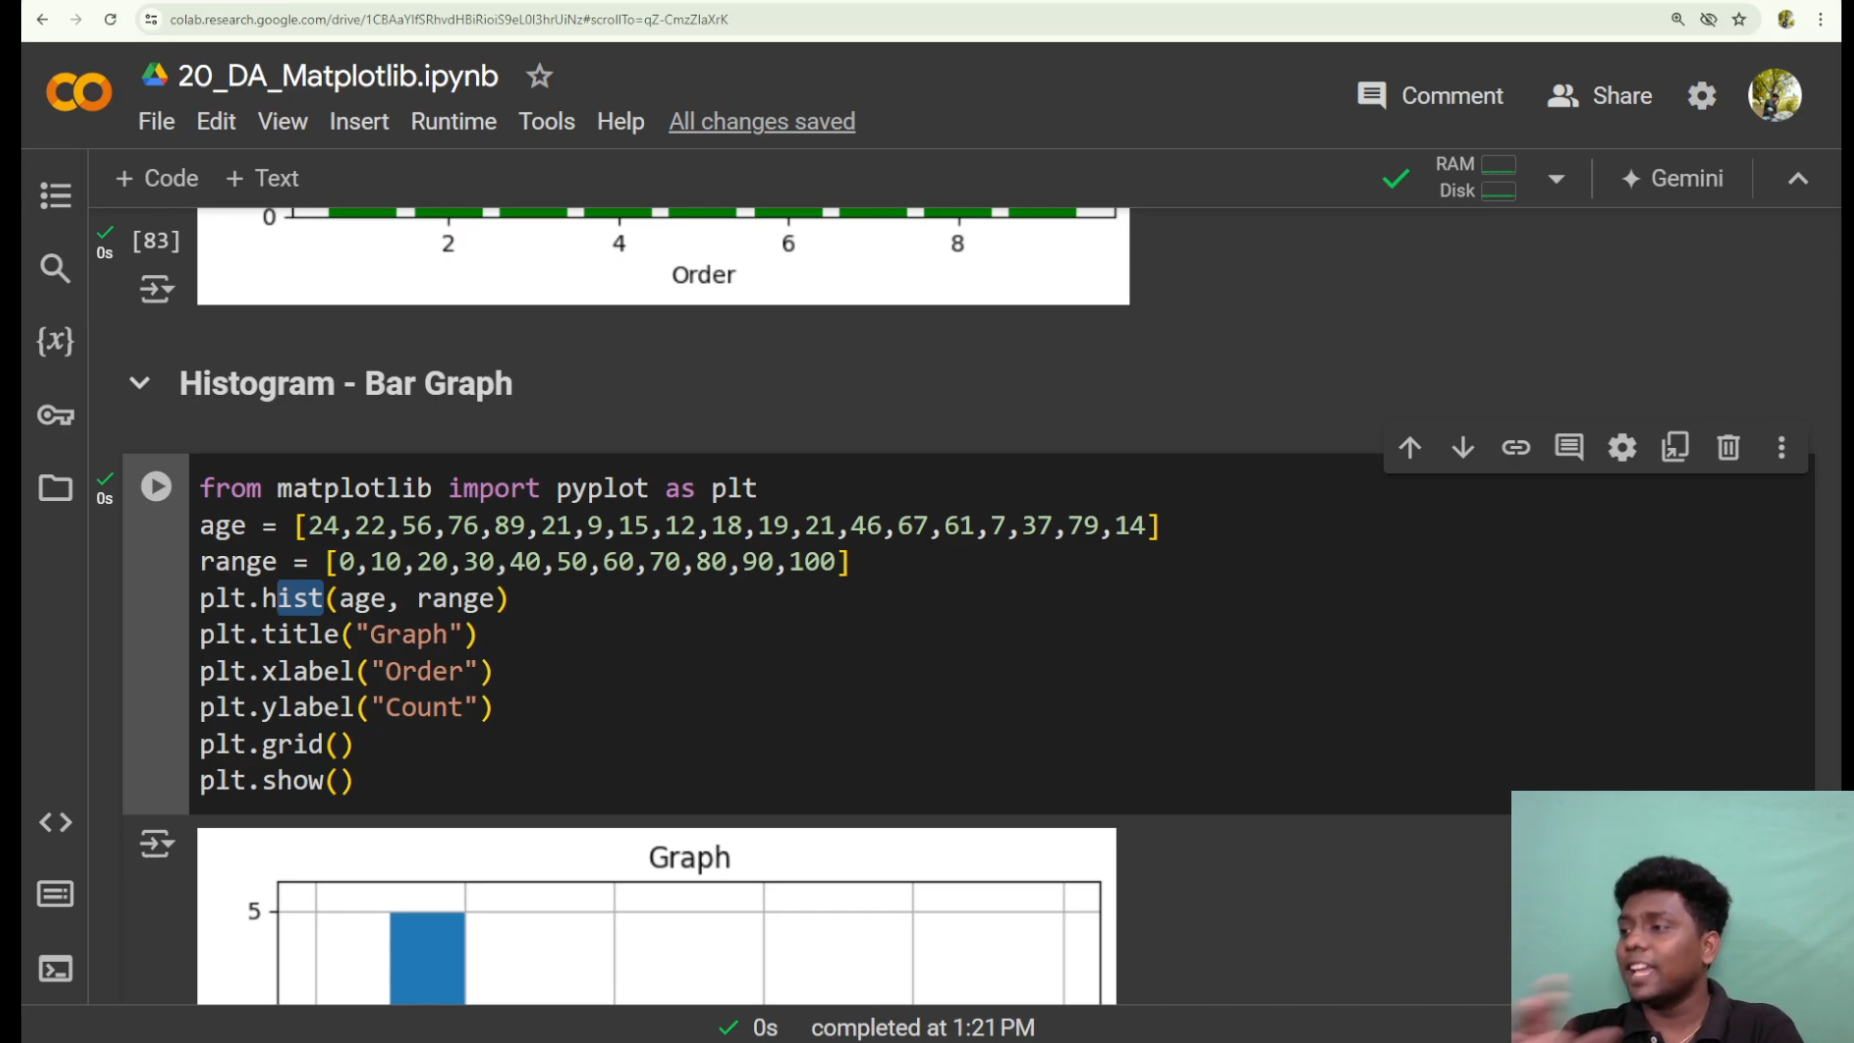 colab.research.google.com/drive/1CBAaYlfSRhvdHBiRioiS9eL0I3hrUiNz#scrollTo=qZ-CmzZlaXrK
CO
20_DA_Matplotlib.ipynb
Comment
Share
File Edit View Insert Runtime Tools Help All changes saved
+ Code + Text
RAM
Disk
Gemini
0
0s
[83]
2 4 6 8
Order
{x}
Histogram - Bar Graph
0s
from matplotlib import pyplot as plt
age = [24,22,56,76,89,21,9,15,12,18,19,21,46,67,61,7,37,79,14]
range = [0,10,20,30,40,50,60,70,80,90,100]
plt.hist(age, range)
plt.title("Graph")
plt.xlabel("Order")
plt.ylabel("Count")
plt.grid()
plt.show()
Graph
5
0s completed at 1:21 PM